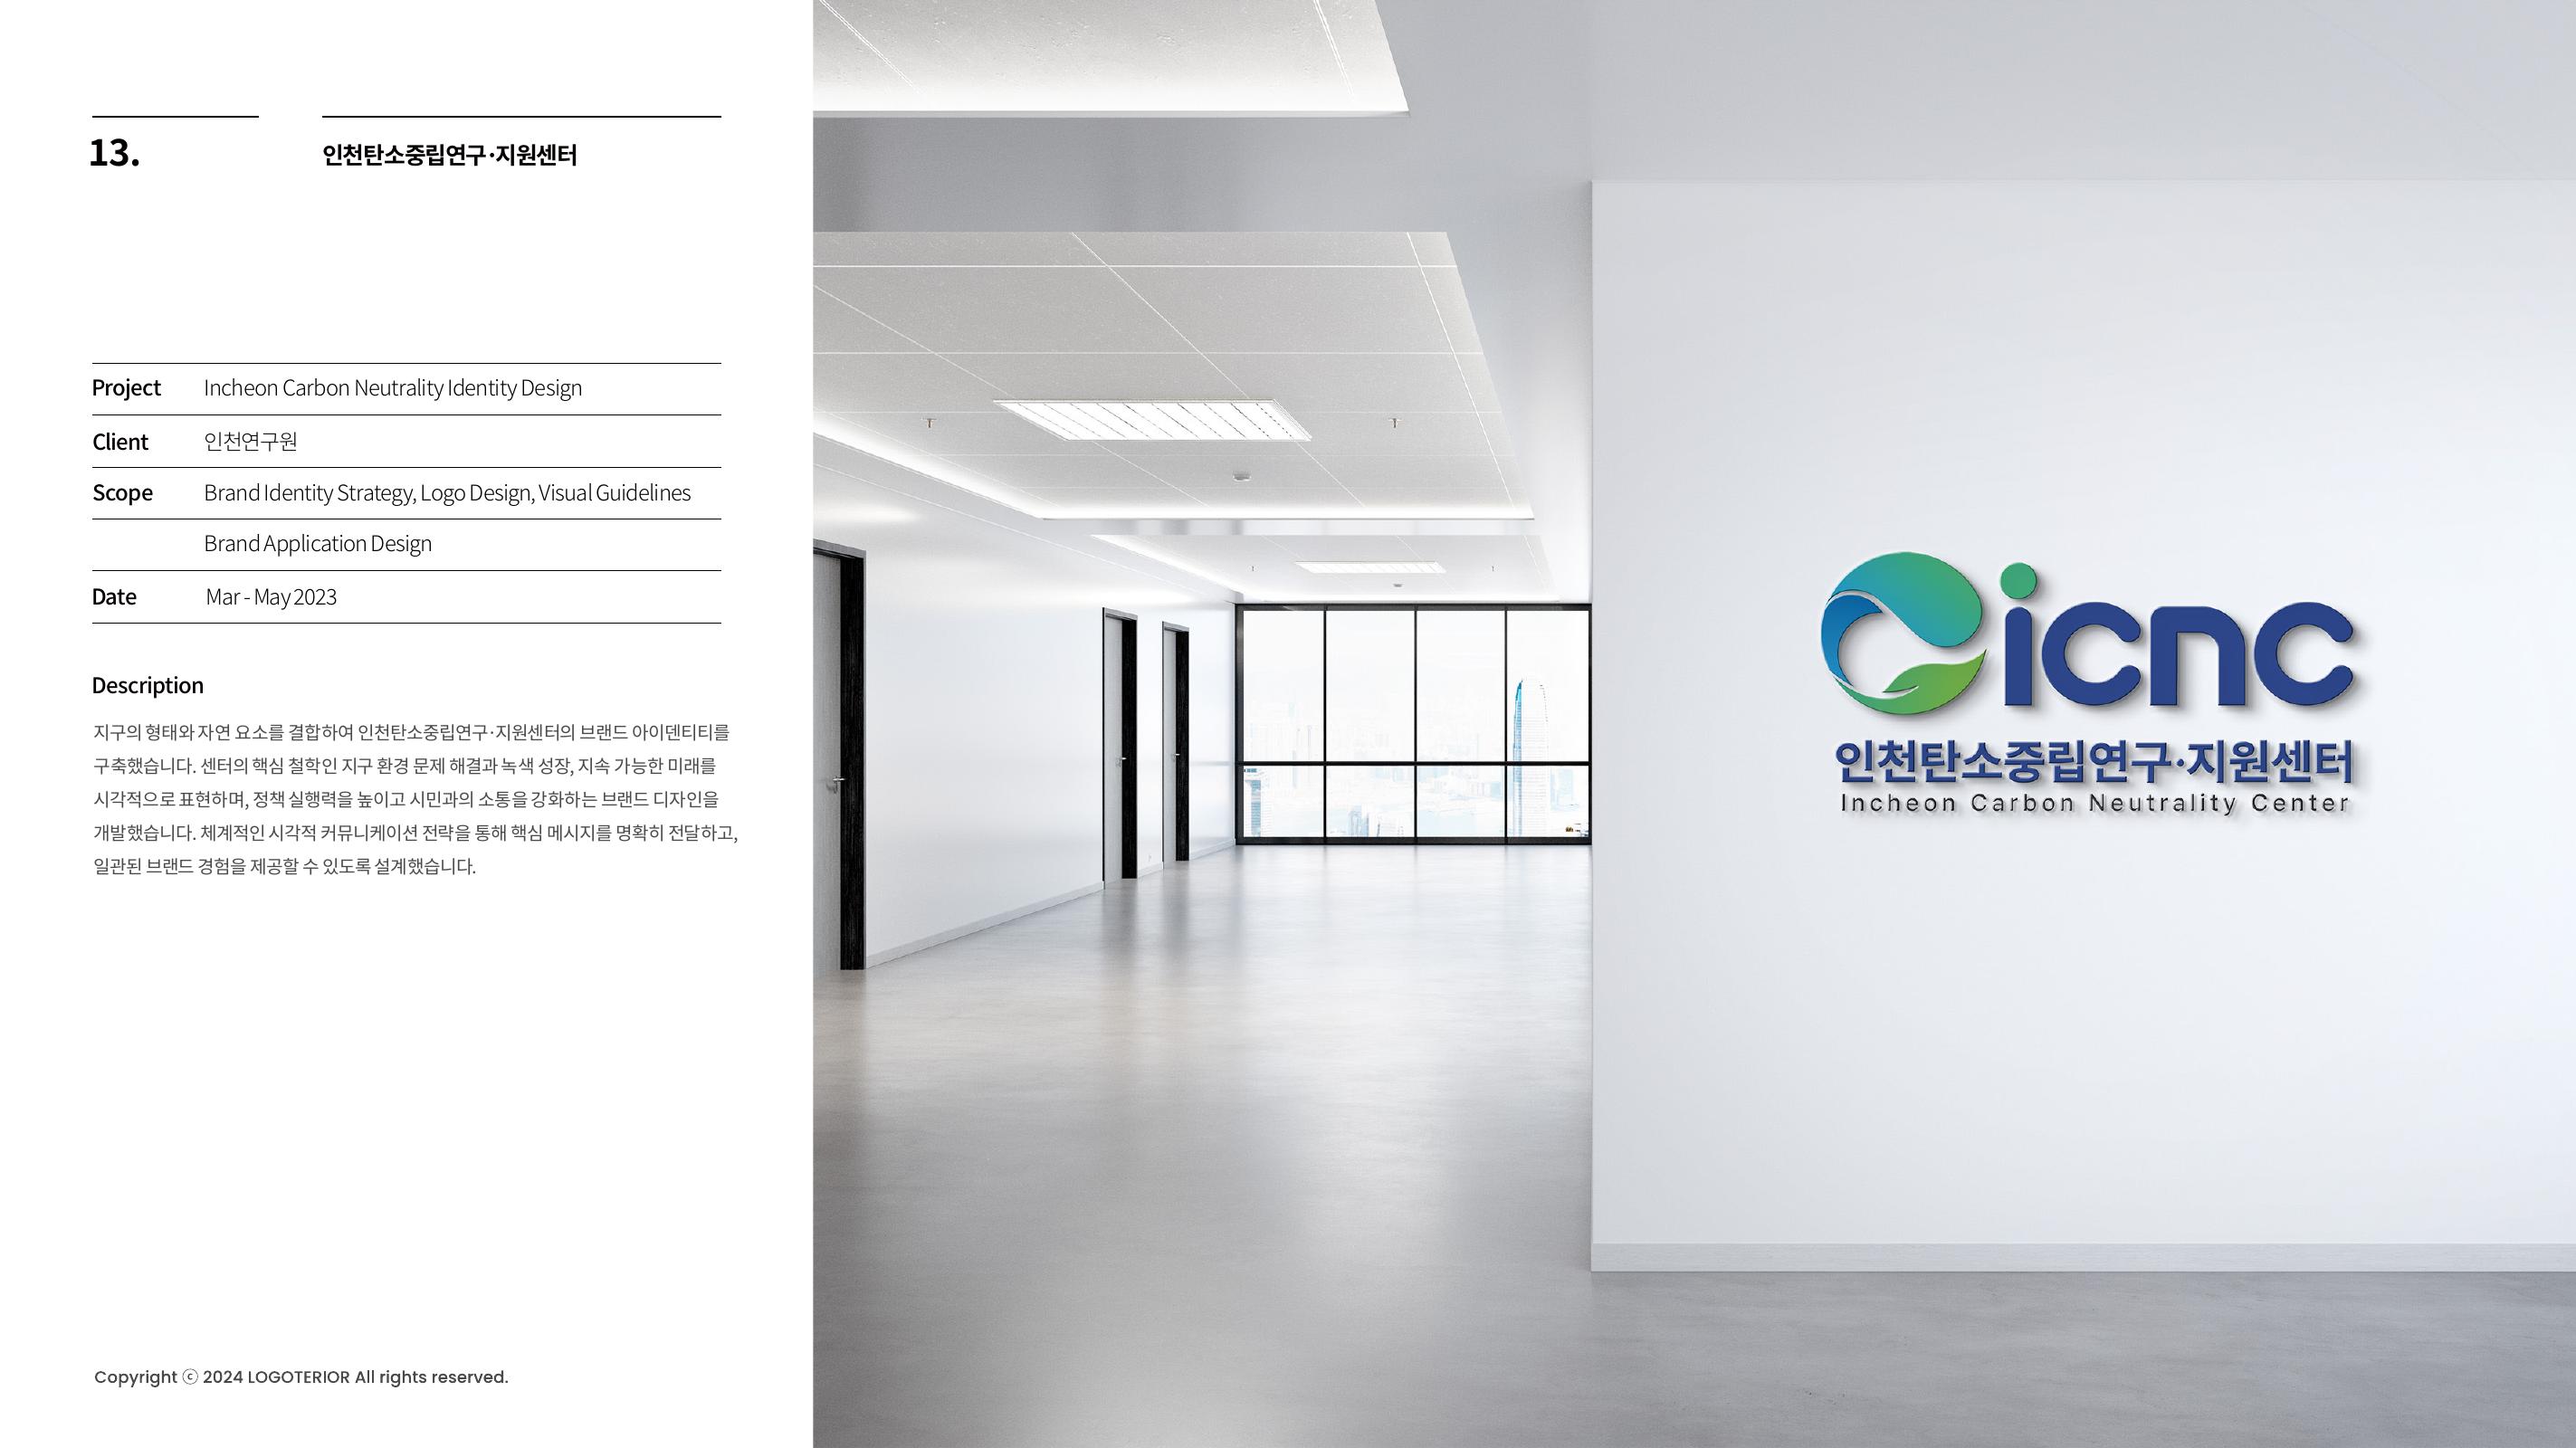 13.
인천탄소중립연구·지원센터
Project Incheon Carbon Neutrality Identity Design
Client 인천연구원
Scope Brand Identity Strategy, Logo Design, Visual Guidelines
Brand Application Design
Date Mar - May 2023
Description
지구의 형태와 자연 요소를 결합하여 인천탄소중립연구·지원센터의 브랜드 아이덴티티를
구축했습니다. 센터의 핵심 철학인 지구 환경 문제 해결과 녹색 성장, 지속 가능한 미래를
시각적으로 표현하며, 정책 실행력을 높이고 시민과의 소통을 강화하는 브랜드 디자인을
개발했습니다. 체계적인 시각적 커뮤니케이션 전략을 통해 핵심 메시지를 명확히 전달하고,
일관된 브랜드 경험을 제공할 수 있도록 설계했습니다.
Copyright ⓒ 2024 LOGOTERIOR All rights reserved.
icnc
인천탄소중립연구·지원센터
Incheon Carbon Neutrality Center